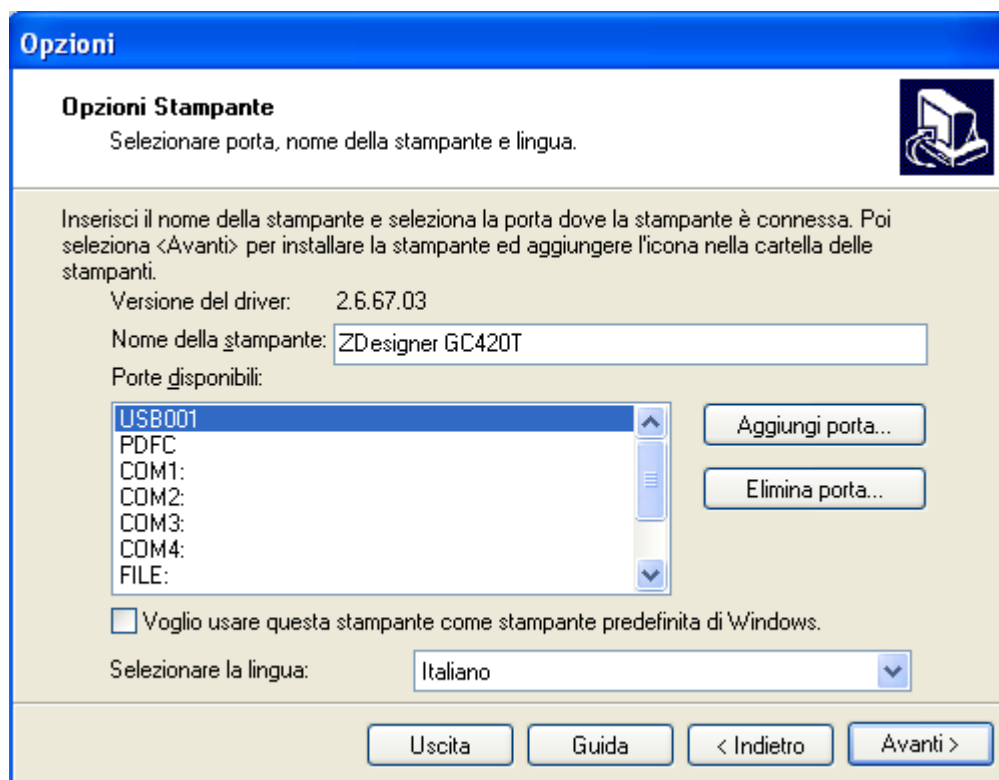 Opzioni
Opzioni Stampante
Selezionare porta, nome della stampante e lingua.
Inserisci il nome della stampante e seleziona la porta dove la stampante è connessa. Poi
seleziona <Avanti> per installare la stampante ed aggiungere l'icona nella cartella delle
stampanti.
Versione del driver: 2.6.67.03
Nome della stampante: ZDesigner GC420T
Porte disponibili:
USB001
PDFC
COM1:
COM2:
COM3:
COM4:
FILE:
Aggiungi porta...
Elimina porta...
Voglio usare questa stampante come stampante predefinita di Windows.
Selezionare la lingua: Italiano
Uscita Guida < Indietro Avanti >